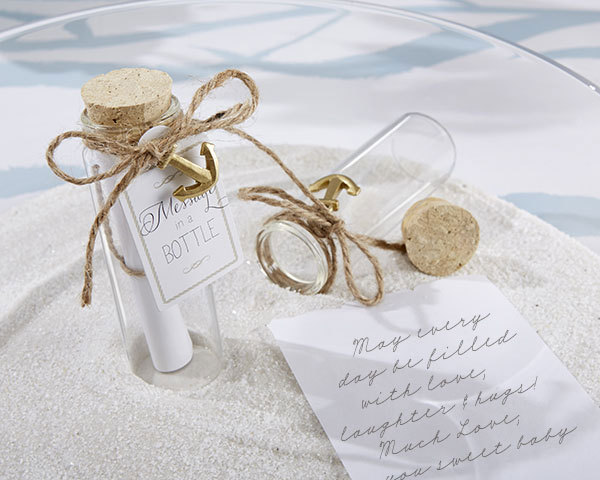 Message
in a
BOTTLE
May every
day be filled
with love,
laughter & hugs!
Much Love,
you sweet baby